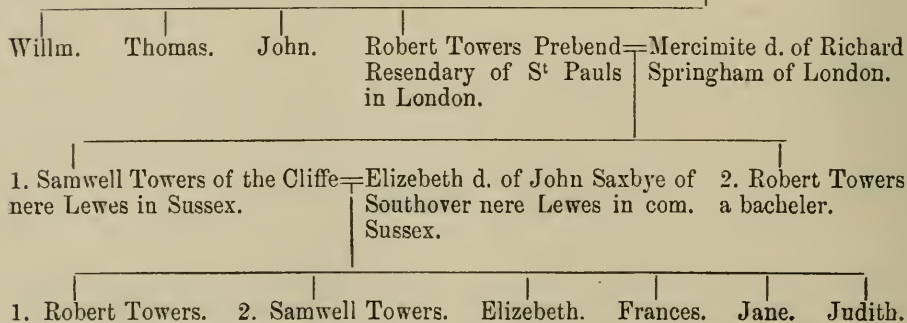 Willm. Thomas. John. Robert Towers Prebend=Mercimite d. of Richard
Resendary of Sᵗ Pauls Springham of London.
in London.
1. Samwell Towers of the Cliffe=Elizebeth d. of John Saxbye of 2. Robert Towers
nere Lewes in Sussex. Southover nere Lewes in com. a bacheler.
Sussex.
1. Robert Towers. 2. Samwell Towers. Elizebeth. Frances. Jane. Judith.